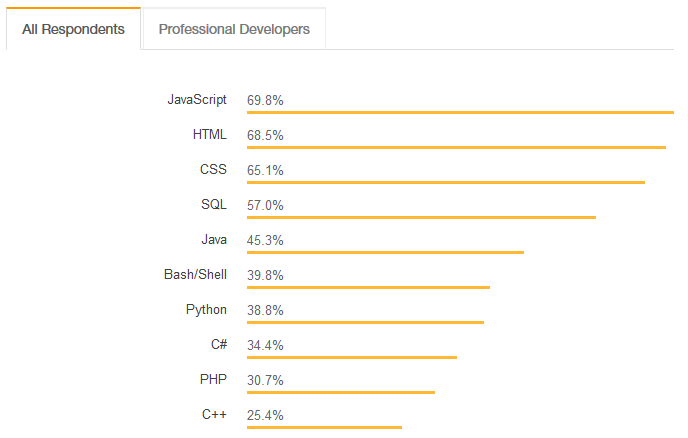 All Respondents Professional Developers
JavaScript 69.8%
HTML 68.5%
CSS 65.1%
SQL 57.0%
Java 45.3%
Bash/Shell 39.8%
Python 38.8%
C# 34.4%
PHP 30.7%
C++ 25.4%